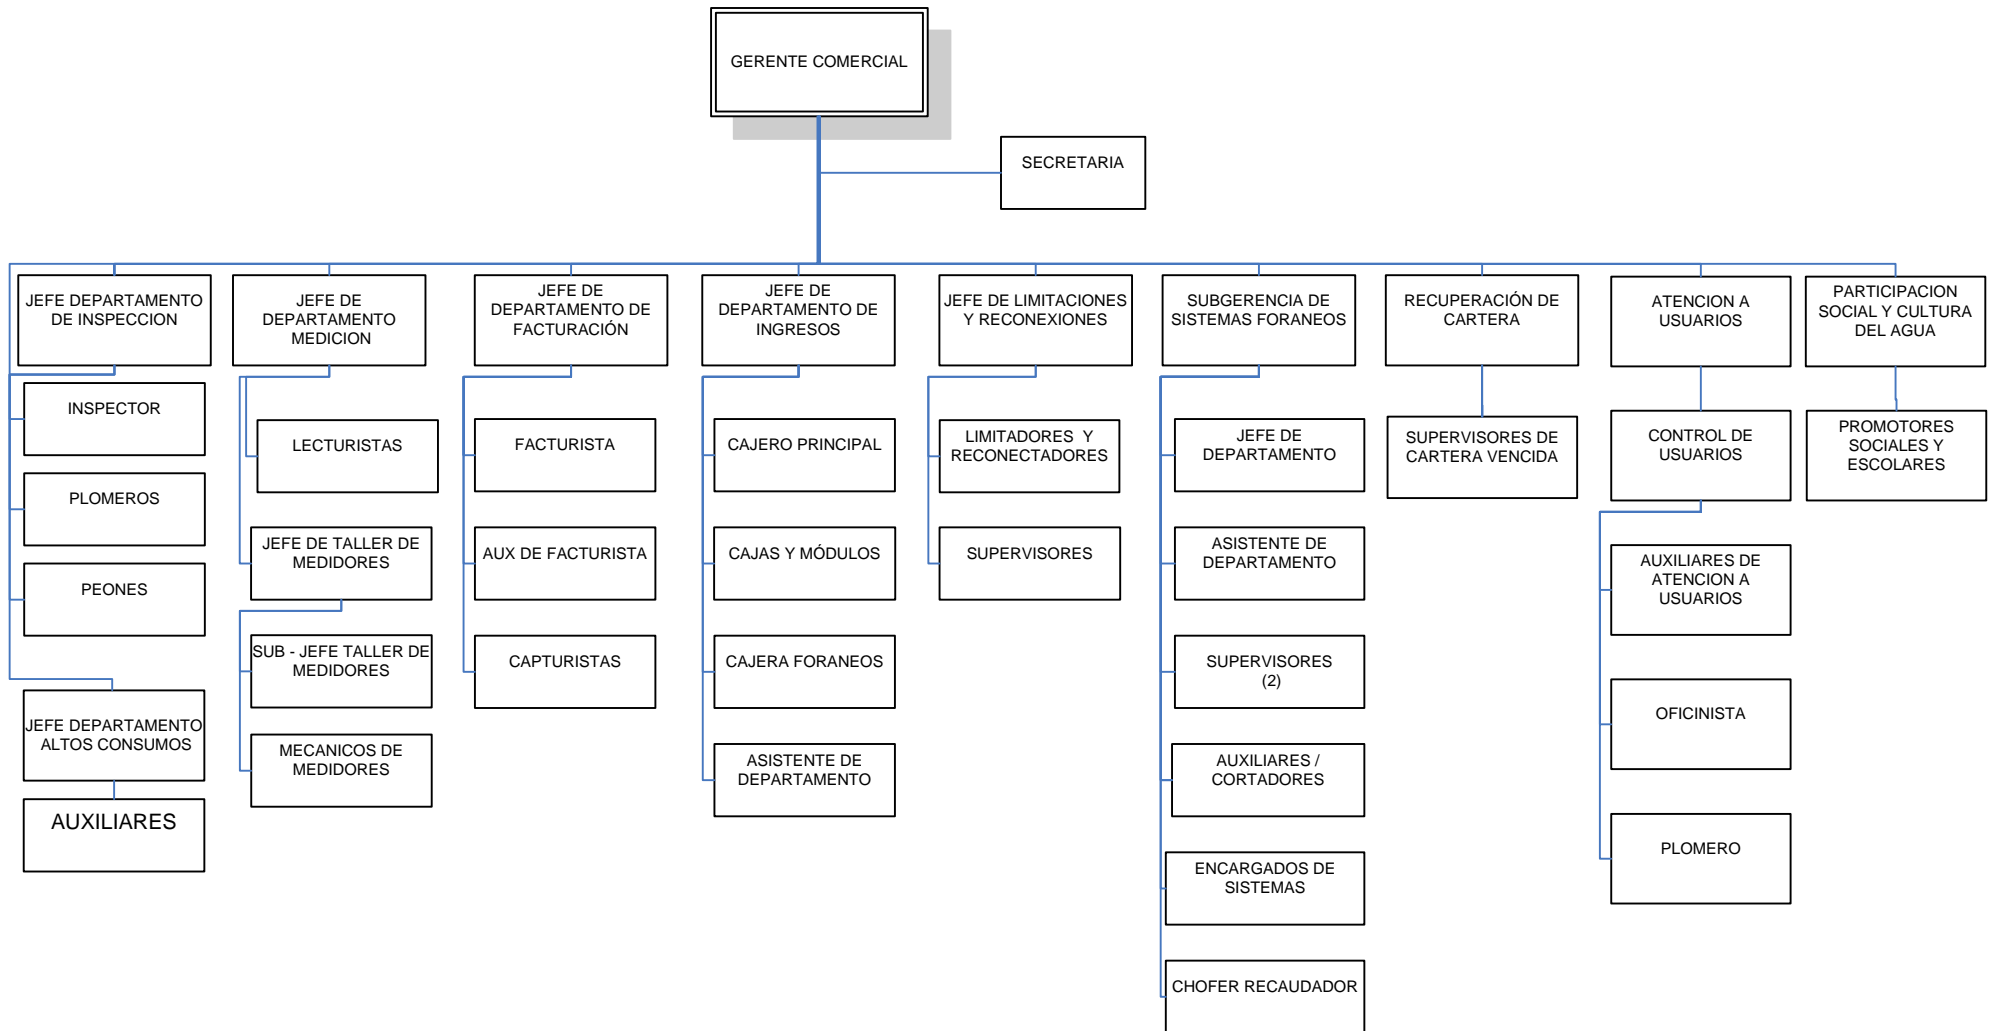 GERENTE COMERCIAL
SECRETARIA
JEFE DEPARTAMENTO
DE INSPECCION
JEFE DE
DEPARTAMENTO
MEDICION
JEFE DE
DEPARTAMENTO DE
FACTURACIÓN
JEFE DE
DEPARTAMENTO DE
INGRESOS
JEFE DE LIMITACIONES
Y RECONEXIONES
SUBGERENCIA DE
SISTEMAS FORANEOS
RECUPERACIÓN DE
CARTERA
ATENCION A
USUARIOS
PARTICIPACION
SOCIAL Y CULTURA
DEL AGUA
INSPECTOR
PLOMEROS
PEONES
JEFE DEPARTAMENTO
ALTOS CONSUMOS
AUXILIARES
LECTURISTAS
JEFE DE TALLER DE
MEDIDORES
SUB - JEFE TALLER DE
MEDIDORES
MECANICOS DE
MEDIDORES
FACTURISTA
AUX DE FACTURISTA
CAPTURISTAS
CAJERO PRINCIPAL
CAJAS Y MÓDULOS
CAJERA FORANEOS
ASISTENTE DE
DEPARTAMENTO
LIMITADORES Y
RECONECTADORES
SUPERVISORES
JEFE DE
DEPARTAMENTO
ASISTENTE DE
DEPARTAMENTO
SUPERVISORES
(2)
AUXILIARES /
CORTADORES
ENCARGADOS DE
SISTEMAS
CHOFER RECAUDADOR
SUPERVISORES DE
CARTERA VENCIDA
CONTROL DE
USUARIOS
AUXILIARES DE
ATENCION A
USUARIOS
OFICINISTA
PLOMERO
PROMOTORES
SOCIALES Y
ESCOLARES